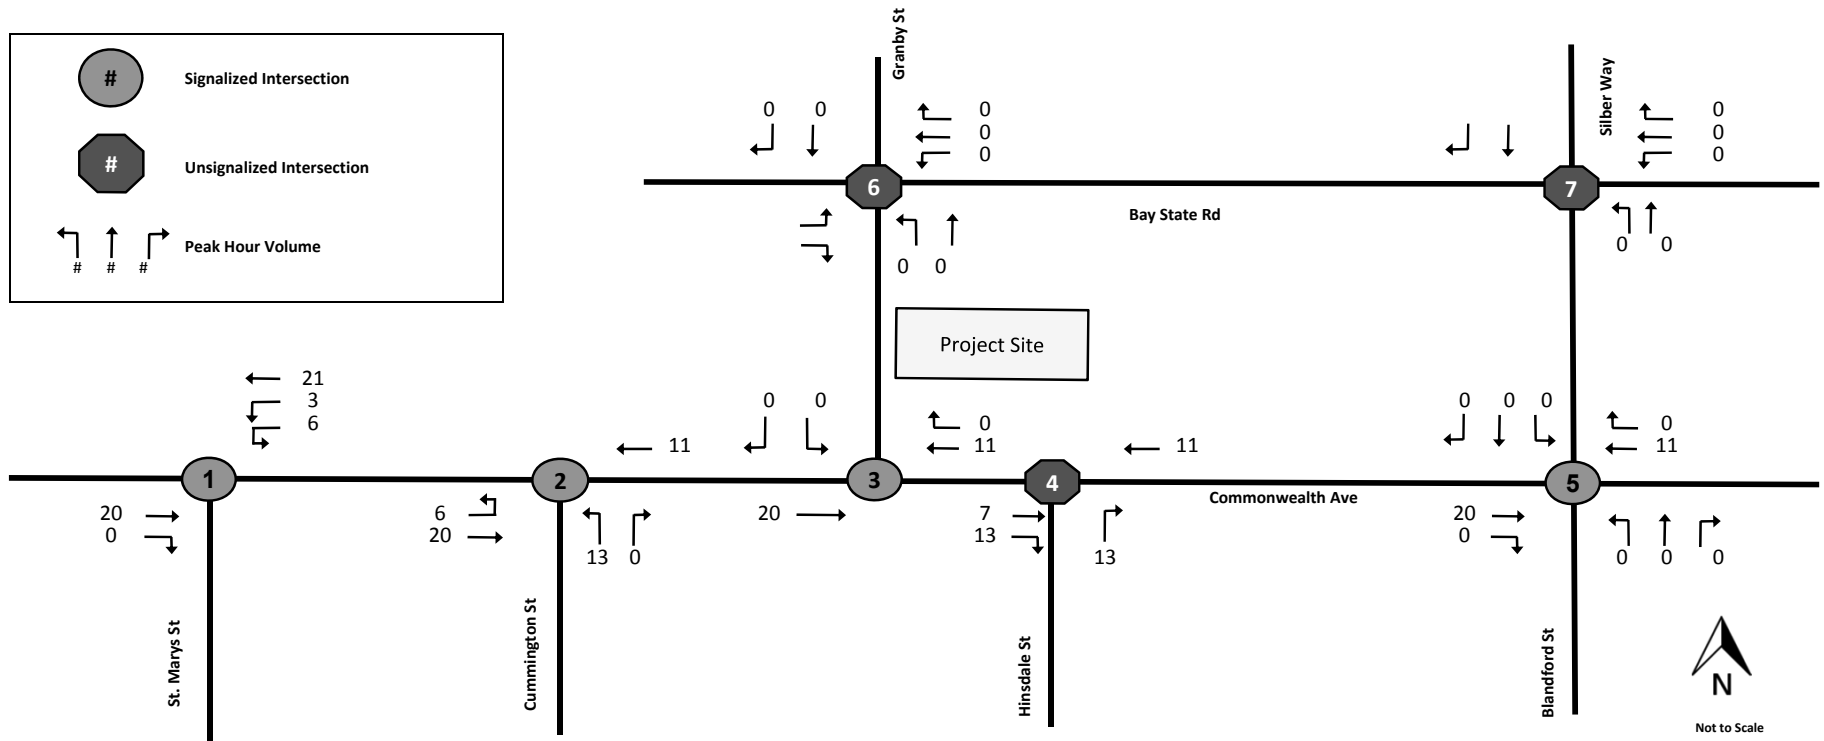 # Signalized Intersection
# Unsignalized Intersection
Peak Hour Volume
# # #
Granby St
Silber Way
0 0
0
0
0
6
0 0
Bay State Rd
0
0
0
7
0 0
Project Site
21
3
6
1
20
0
St. Marys St
11
2
6
20
13 0
Cummington St
0 0
0
11
3
20
11
4
7
13
13
Hinsdale St
Commonwealth Ave
0 0 0
0
11
5
20
0
0 0 0
Blandford St
N
Not to Scale